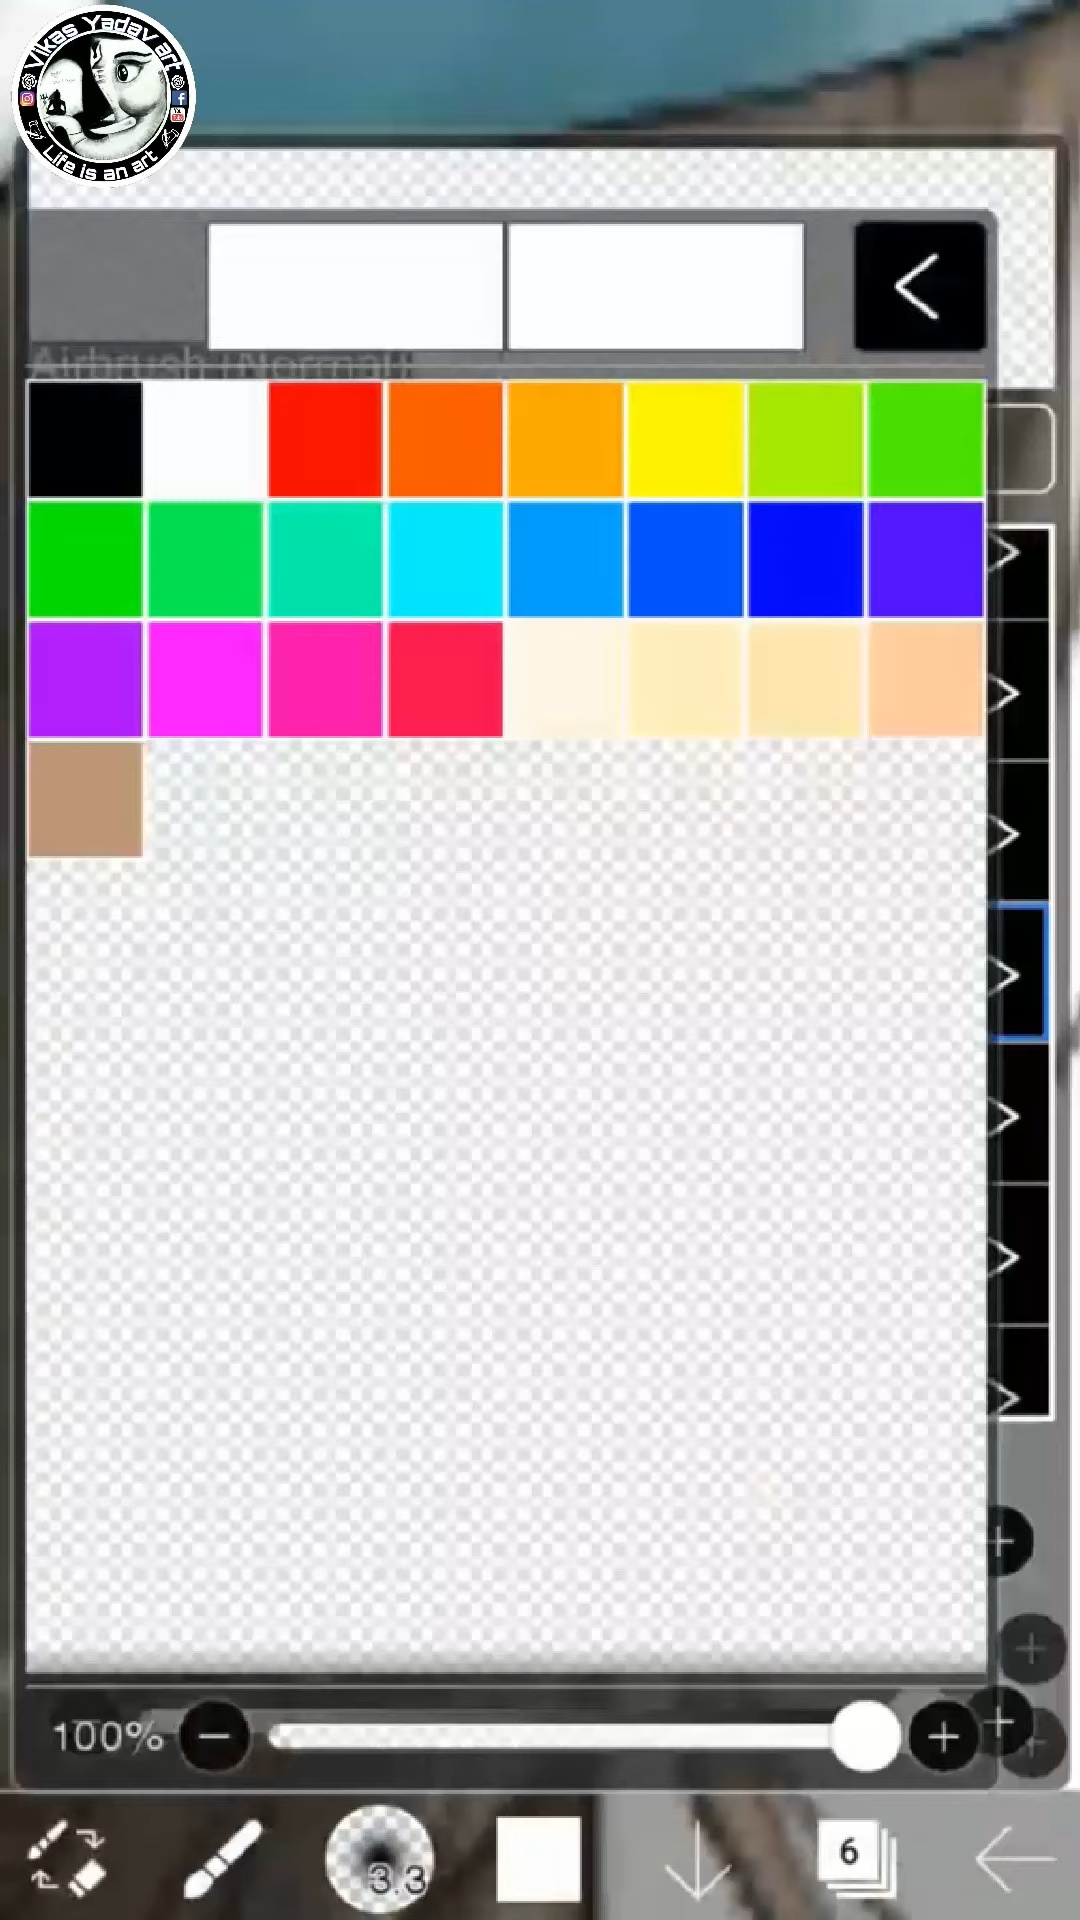 Vikas Yadav art
Life is an art
Airbrush (Normal)
100%
3.3
6